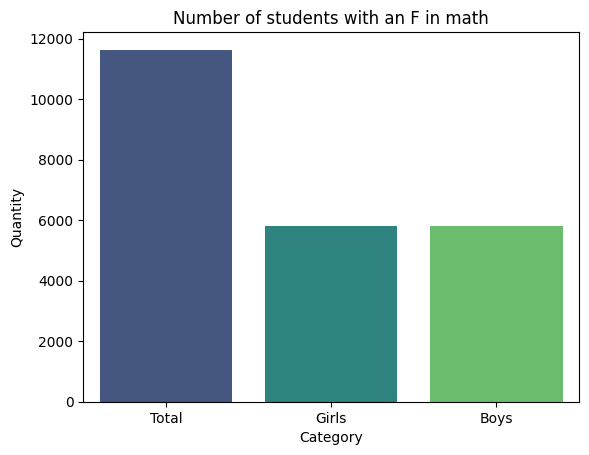 Number of students with an F in math
12000
10000
8000
6000
4000
2000
0
Quantity
Total Girls Boys
Category